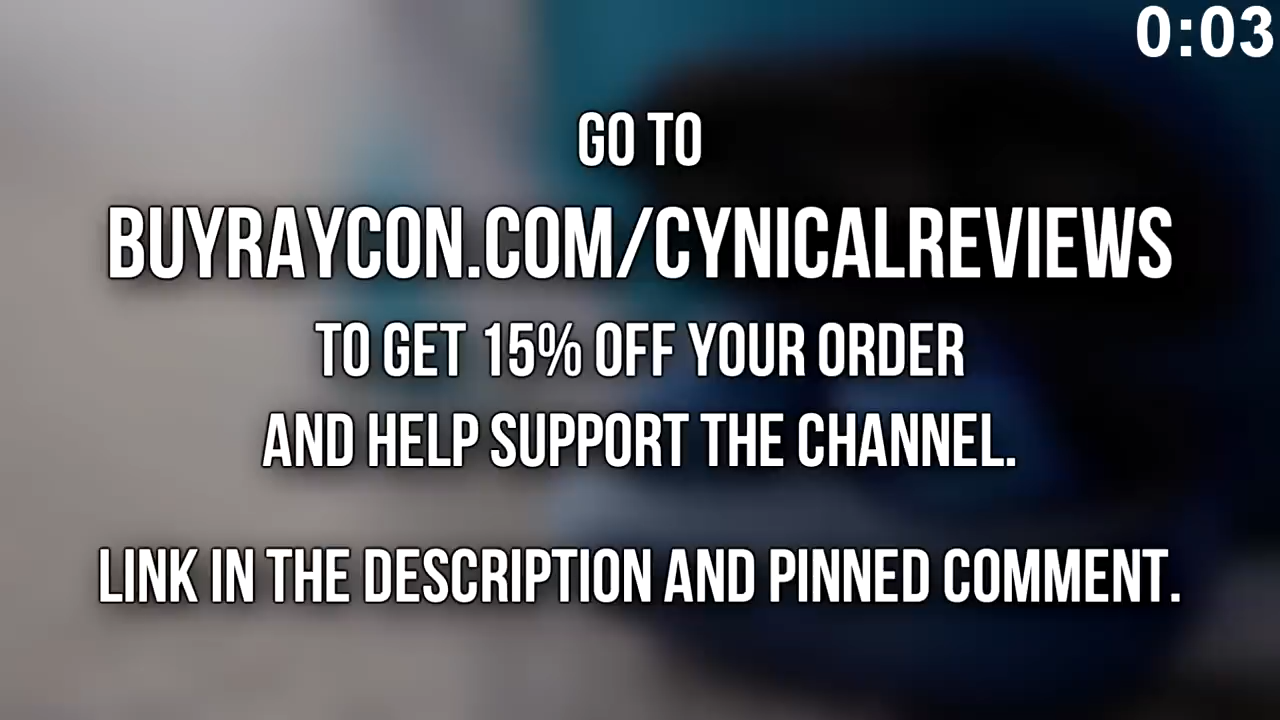 0:03
GO TO
BUYRAYCON.COM/CYNICALREVIEWS
TO GET 15% OFF YOUR ORDER
AND HELP SUPPORT THE CHANNEL.
LINK IN THE DESCRIPTION AND PINNED COMMENT.